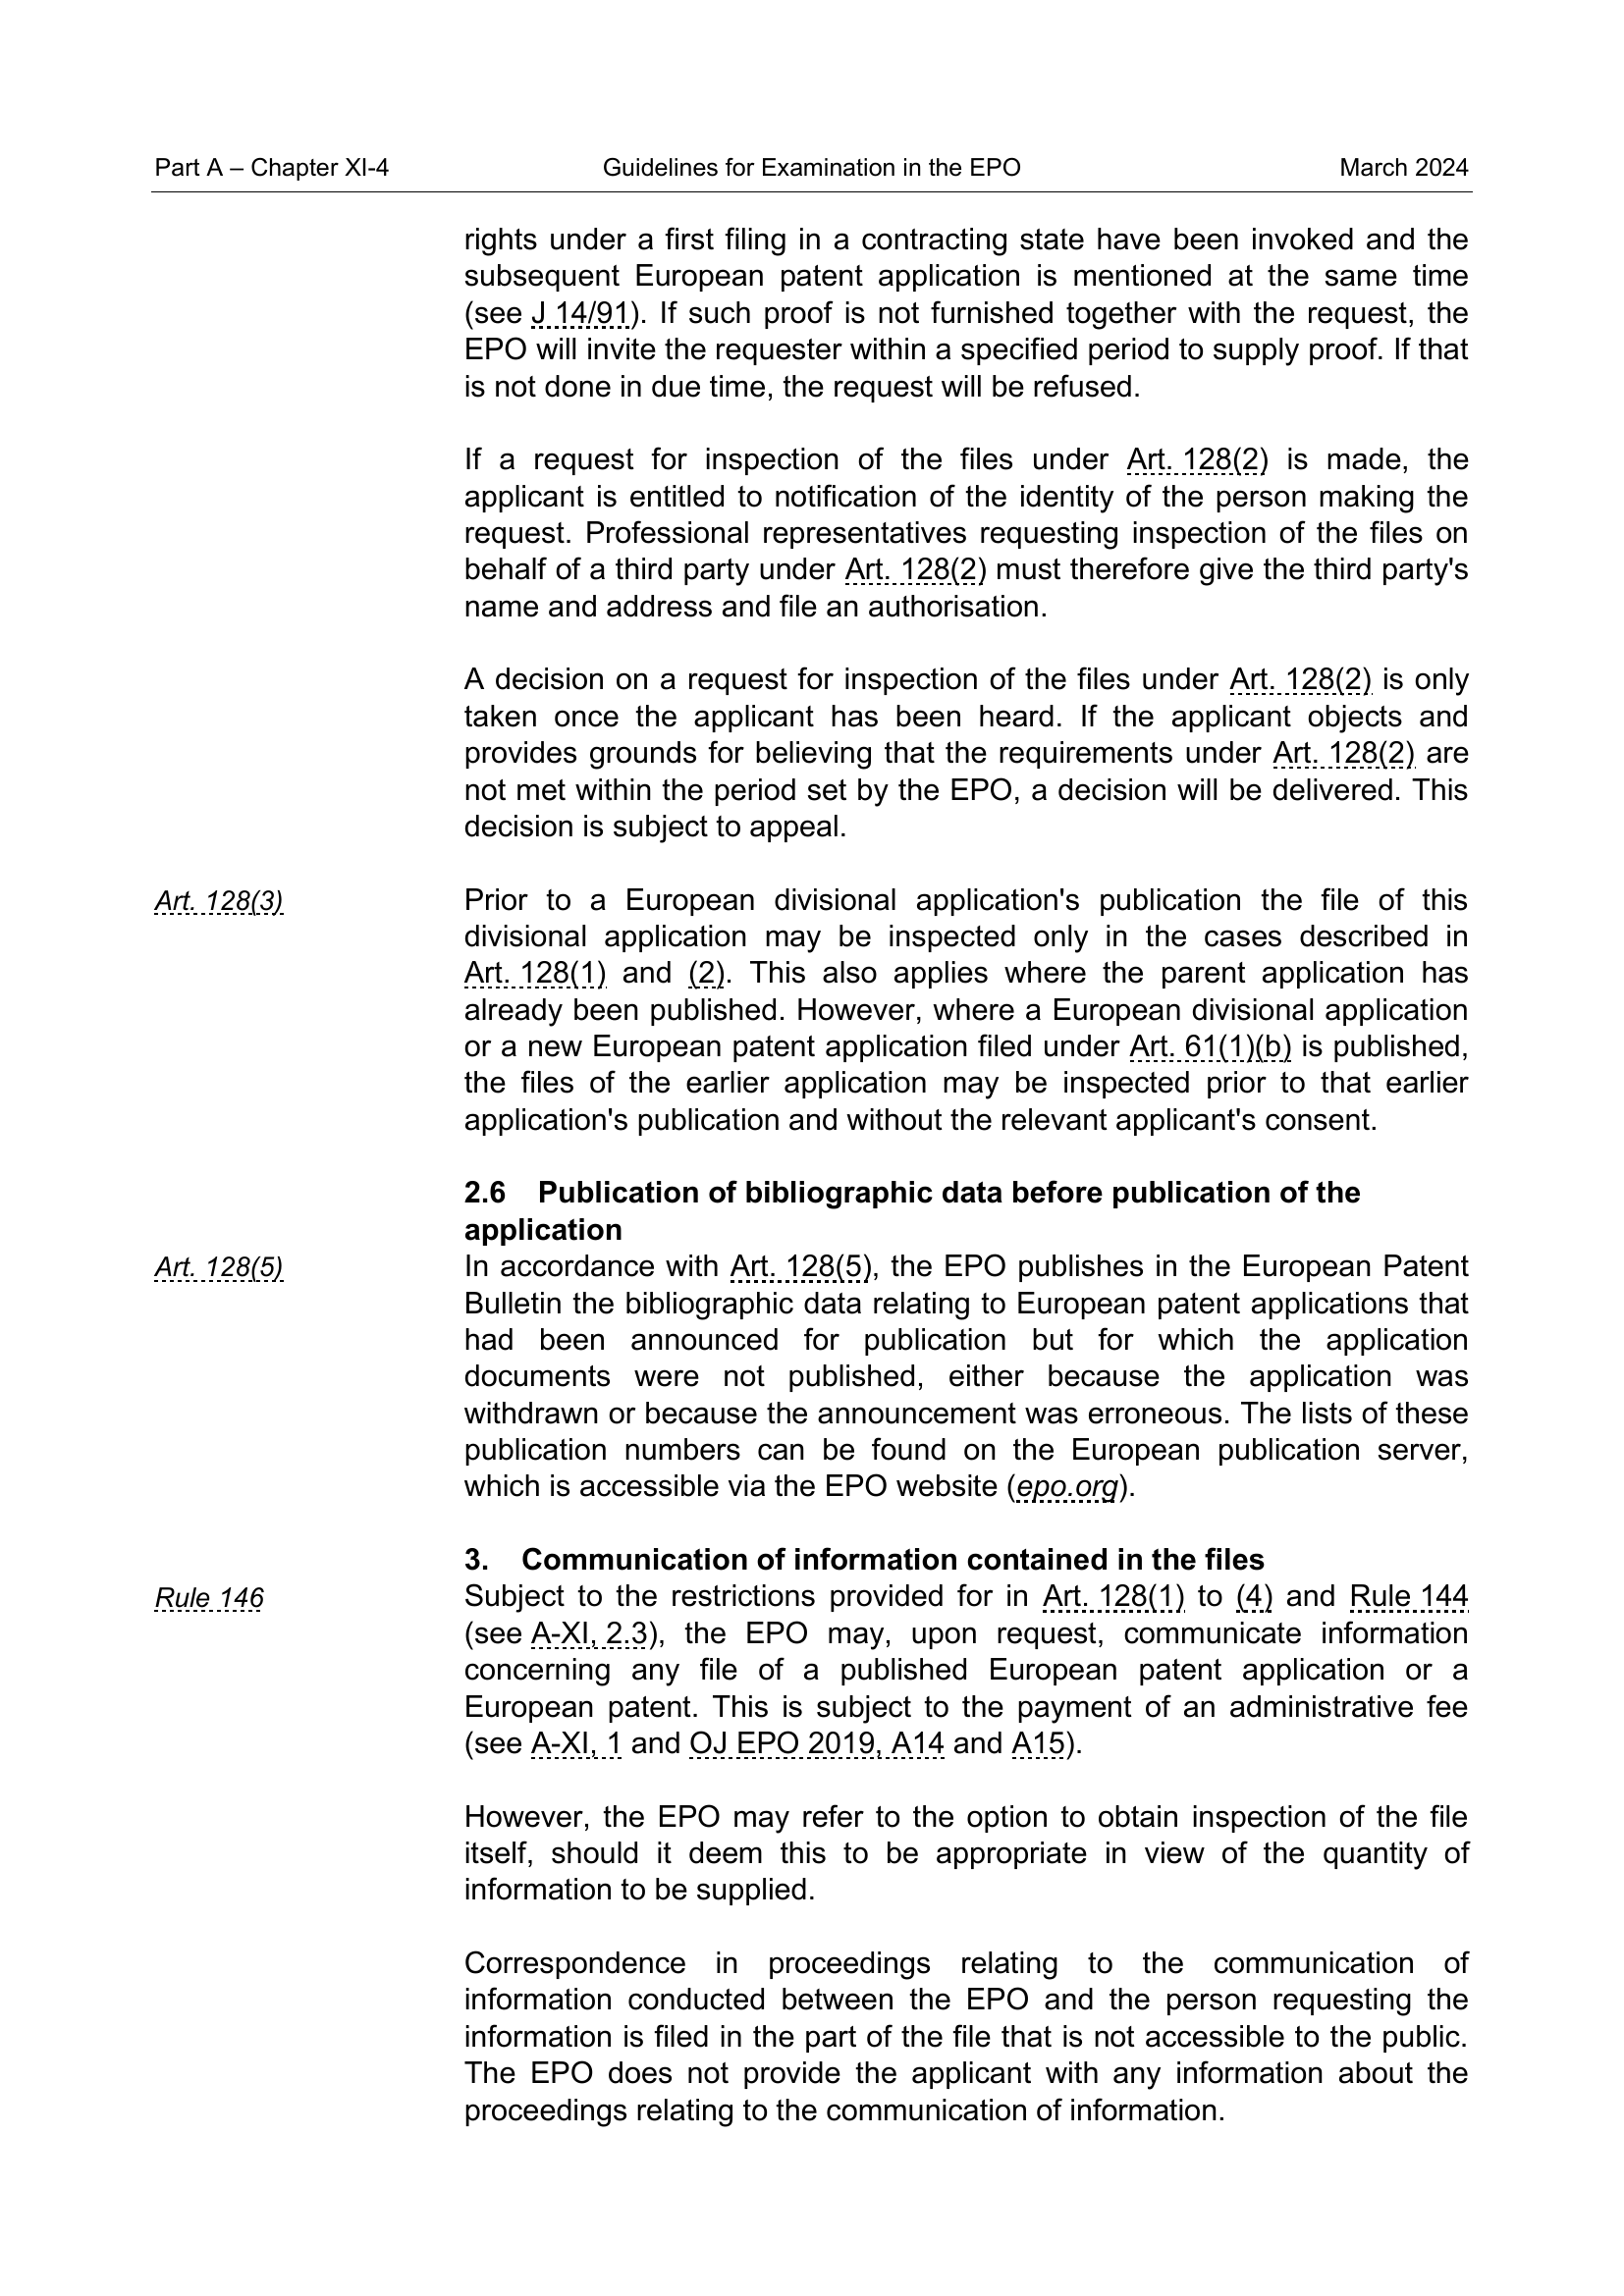 Part A – Chapter XI-4 Guidelines for Examination in the EPO March 2024
rights under a first filing in a contracting state have been invoked and the
subsequent European patent application is mentioned at the same time
(see J 14/91). If such proof is not furnished together with the request, the
EPO will invite the requester within a specified period to supply proof. If that
is not done in due time, the request will be refused.
If a request for inspection of the files under Art. 128(2) is made, the
applicant is entitled to notification of the identity of the person making the
request. Professional representatives requesting inspection of the files on
behalf of a third party under Art. 128(2) must therefore give the third party's
name and address and file an authorisation.
A decision on a request for inspection of the files under Art. 128(2) is only
taken once the applicant has been heard. If the applicant objects and
provides grounds for believing that the requirements under Art. 128(2) are
not met within the period set by the EPO, a decision will be delivered. This
decision is subject to appeal.
Art. 128(3)
Prior to a European divisional application's publication the file of this
divisional application may be inspected only in the cases described in
Art. 128(1) and (2). This also applies where the parent application has
already been published. However, where a European divisional application
or a new European patent application filed under Art. 61(1)(b) is published,
the files of the earlier application may be inspected prior to that earlier
application's publication and without the relevant applicant's consent.
2.6 Publication of bibliographic data before publication of the
application
Art. 128(5)
In accordance with Art. 128(5), the EPO publishes in the European Patent
Bulletin the bibliographic data relating to European patent applications that
had been announced for publication but for which the application
documents were not published, either because the application was
withdrawn or because the announcement was erroneous. The lists of these
publication numbers can be found on the European publication server,
which is accessible via the EPO website (epo.org).
3. Communication of information contained in the files
Rule 146
Subject to the restrictions provided for in Art. 128(1) to (4) and Rule 144
(see A-XI, 2.3), the EPO may, upon request, communicate information
concerning any file of a published European patent application or a
European patent. This is subject to the payment of an administrative fee
(see A-XI, 1 and OJ EPO 2019, A14 and A15).
However, the EPO may refer to the option to obtain inspection of the file
itself, should it deem this to be appropriate in view of the quantity of
information to be supplied.
Correspondence in proceedings relating to the communication of
information conducted between the EPO and the person requesting the
information is filed in the part of the file that is not accessible to the public.
The EPO does not provide the applicant with any information about the
proceedings relating to the communication of information.